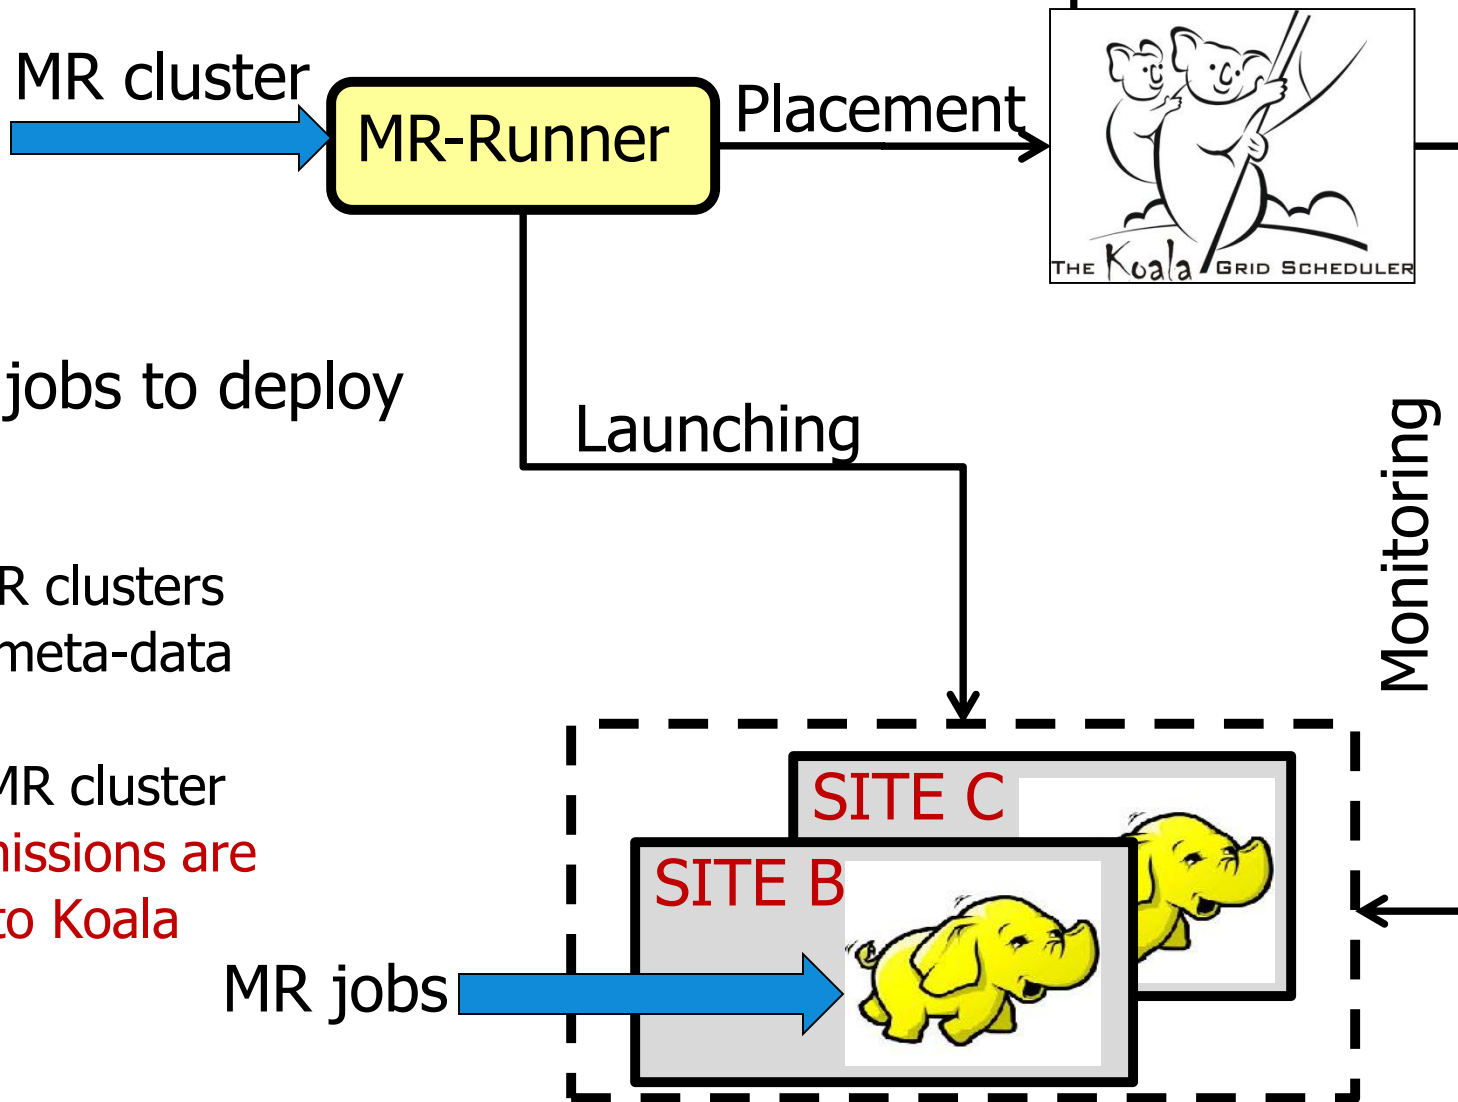 MR cluster
MR-Runner
Placement
THE Koala GRID SCHEDULER
jobs to deploy
Launching
Monitoring
R clusters
meta-data
MR cluster
missions are
to Koala
SITE C
SITE B
MR jobs